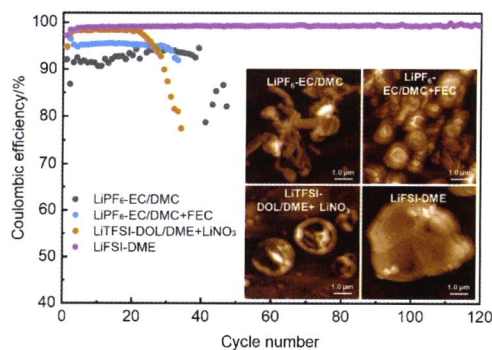 100
90
80
70
60
50
40
Coulombic efficiency/%
0
20
40
60
80
100
120
Cycle number
LiPF₆-EC/DMC
LiPF₆-EC/DMC+FEC
LiTFSI-DOL/DME+LiNO₃
LiFSI-DME
LiPF₆-EC/DMC
1.0 μm
LiPF₆-
EC/DMC+FEC
1.0 μm
LiTFSI-
DOL/DME+ LiNO₃
1.0 μm
LiFSI-DME
1.0 μm